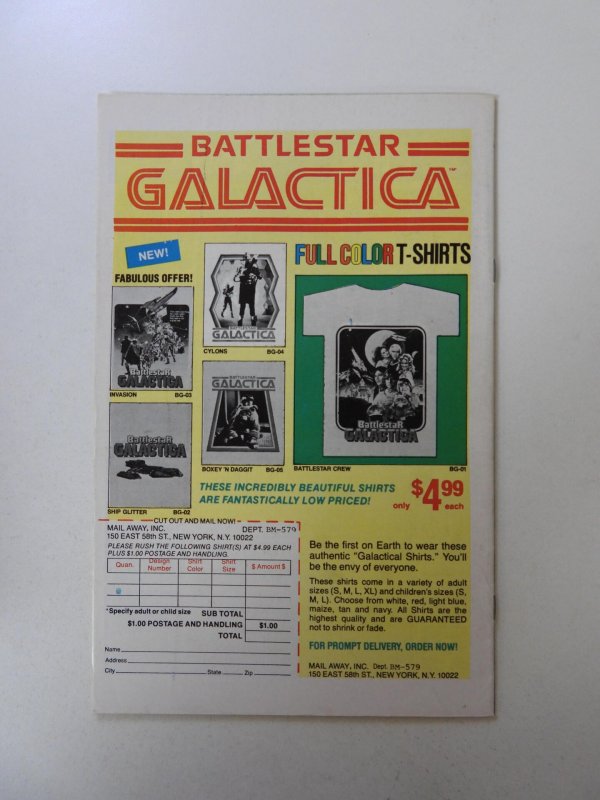 BATTLESTAR
GALACTICA™
NEW!
FABULOUS OFFER!
FULL COLOR T-SHIRTS
BATTLESTAR
GALACTICA
CYLONS BG-04
Battlestar
GALACTICA
INVASION BG-03
BATTLESTAR
GALACTICA
BOXEY 'N DAGGIT BG-05
Battlestar
GALACTICA
SHIP GLITTER BG-02
Battlestar
GALACTICA
BATTLESTAR CREW BG-01
THESE INCREDIBLY BEAUTIFUL SHIRTS
ARE FANTASTICALLY LOW PRICED!
only $4.99 each
CUT OUT AND MAIL NOW!
MAIL AWAY, INC. DEPT. BM-579
150 EAST 58th ST., NEW YORK, N.Y. 10022
PLEASE RUSH THE FOLLOWING SHIRT(S) AT $4.99 EACH
PLUS $1.00 POSTAGE AND HANDLING.
Quan. Design Number Shirt Color Shirt Size $ Amount $
*Specify adult or child size SUB TOTAL
$1.00 POSTAGE AND HANDLING $1.00
TOTAL
Name
Address
City State Zip
Be the first on Earth to wear these
authentic "Galactical Shirts." You'll
be the envy of everyone.
These shirts come in a variety of adult
sizes (S, M, L, XL) and children's sizes (S,
M, L). Choose from white, red, light blue,
maize, tan and navy. All Shirts are the
highest quality and are GUARANTEED
not to shrink or fade.
FOR PROMPT DELIVERY, ORDER NOW!
MAIL AWAY, INC. Dept. BM-579
150 EAST 58th ST., NEW YORK, N.Y. 10022